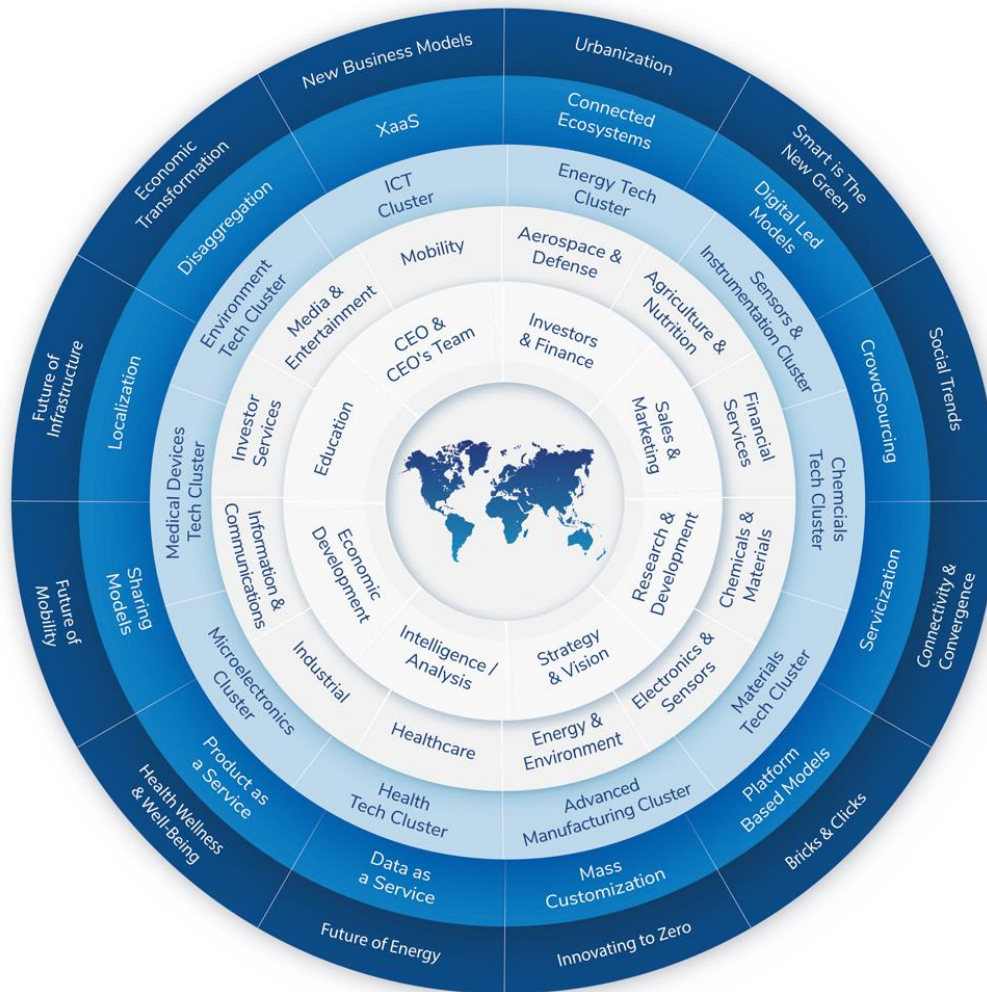 New Business Models
Urbanization
Smart is The
New Green
Social Trends
Connectivity &
Convergence
Bricks & Clicks
Innovating to Zero
Future of Energy
Health Wellness
& Well-Being
Future of
Mobility
Future of
Infrastructure
Economic
Transformation
XaaS
Connected
Ecosystems
Digital Led
Models
CrowdSourcing
Servicization
Platform
Based Models
Mass
Customization
Data as
a Service
Product as
a Service
Sharing
Models
Localization
Disaggregation
ICT
Cluster
Energy Tech
Cluster
Sensors &
Instrumentation Cluster
Chemcials
Tech Cluster
Materials
Tech Cluster
Advanced
Manufacturing Cluster
Health
Tech Cluster
Microelectronics
Cluster
Medical Devices
Tech Cluster
Environment
Tech Cluster
Mobility
Aerospace &
Defense
Agriculture &
Nutrition
Financial
Services
Chemicals &
Materials
Electronics &
Sensors
Energy &
Environment
Healthcare
Industrial
Information &
Communications
Investor
Services
Media &
Entertainment
CEO &
CEO's Team
Investors
& Finance
Sales &
Marketing
Research &
Development
Strategy
& Vision
Intelligence /
Analysis
Economic
Development
Education